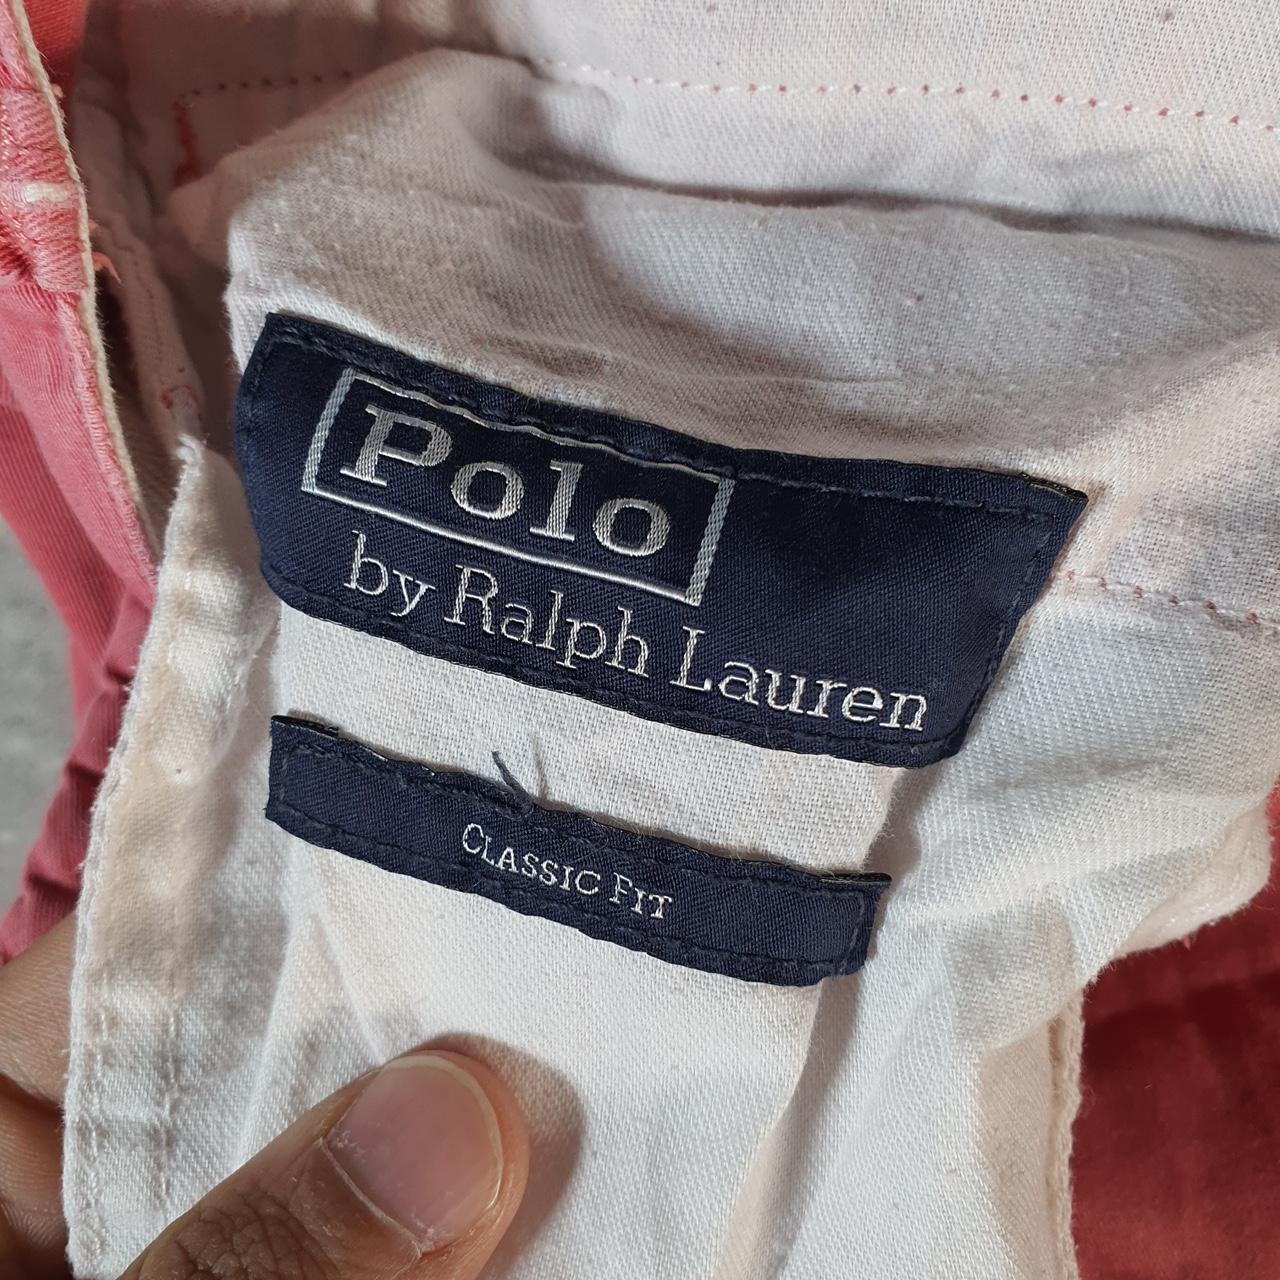 Polo
by Ralph Lauren
Classic Fit